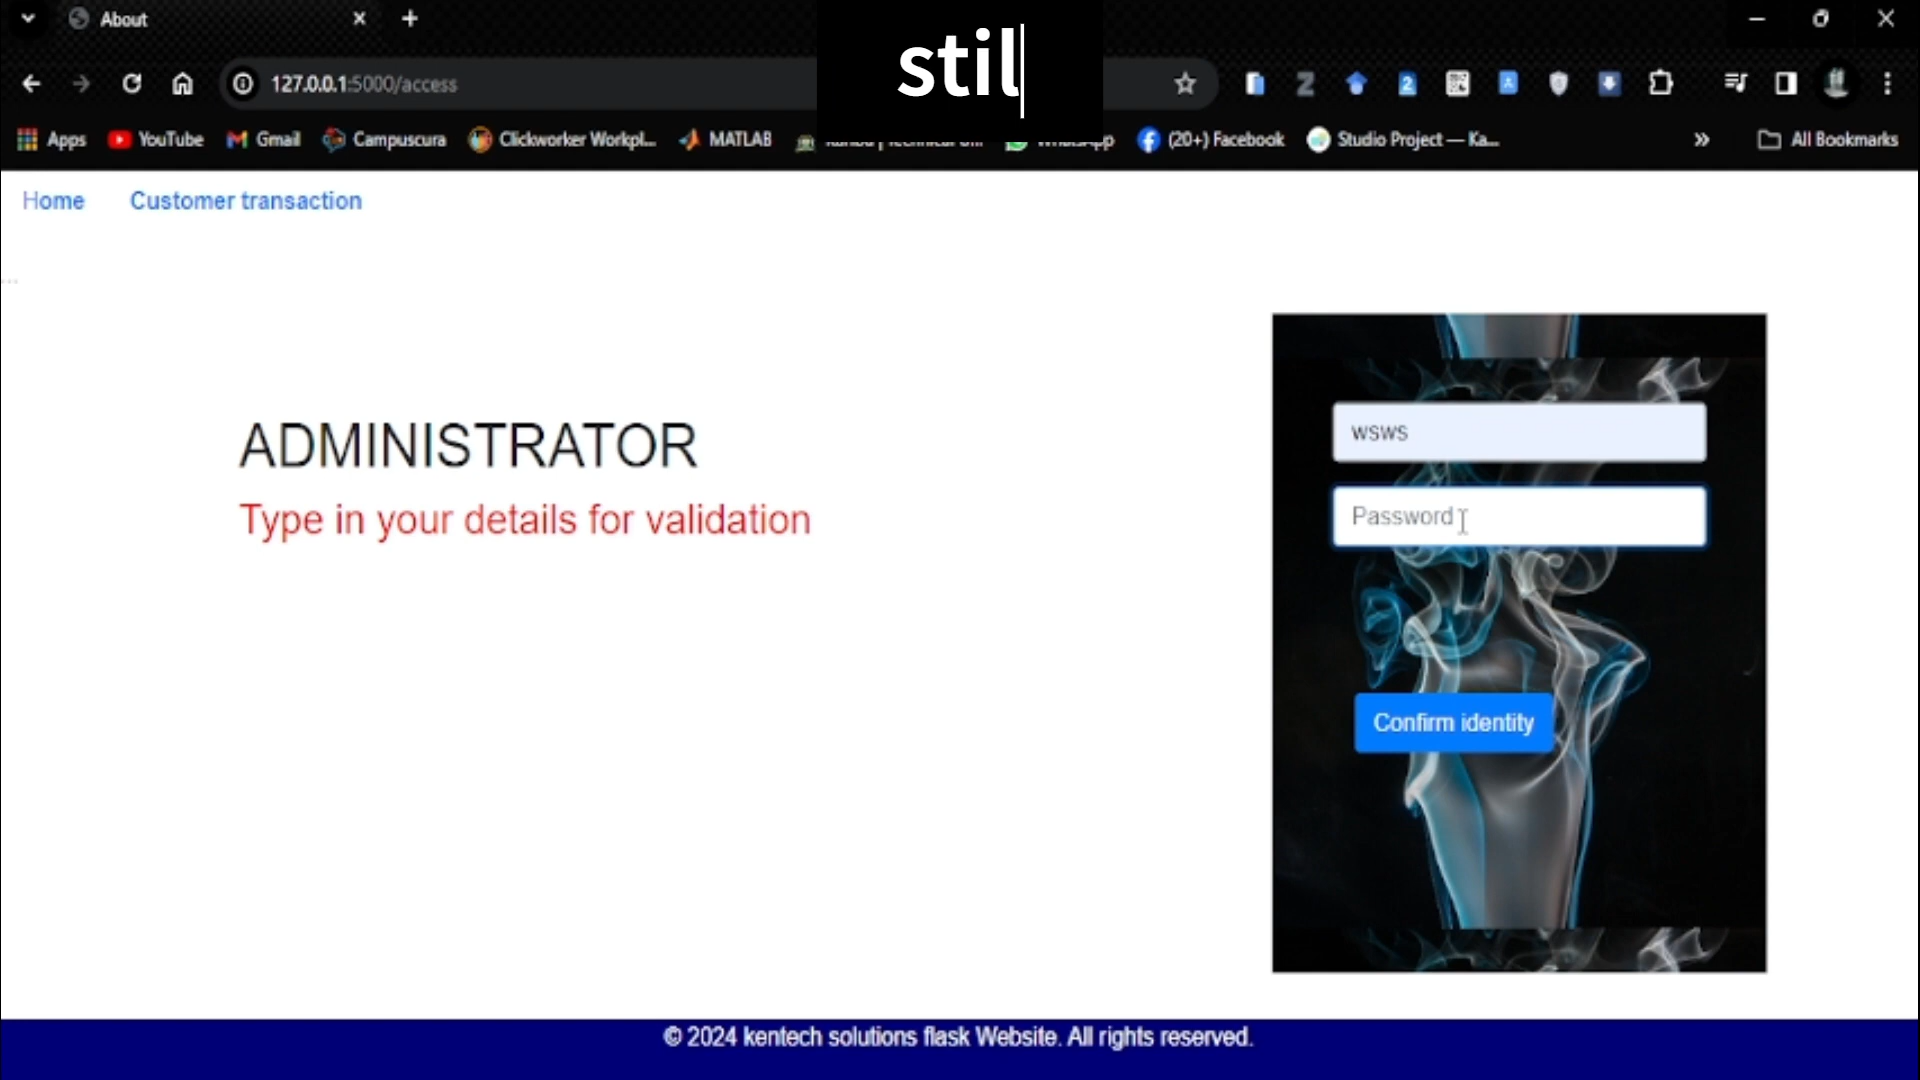 About
stil
127.0.0.1:5000/access
Apps YouTube Gmail Campuscura Clickworker Workpl... MATLAB WhatsApp (20+) Facebook Studio Project — Ka... All Bookmarks
Home Customer transaction
ADMINISTRATOR
Type in your details for validation
wsws
Password
Confirm identity
© 2024 kentech solutions flask Website. All rights reserved.